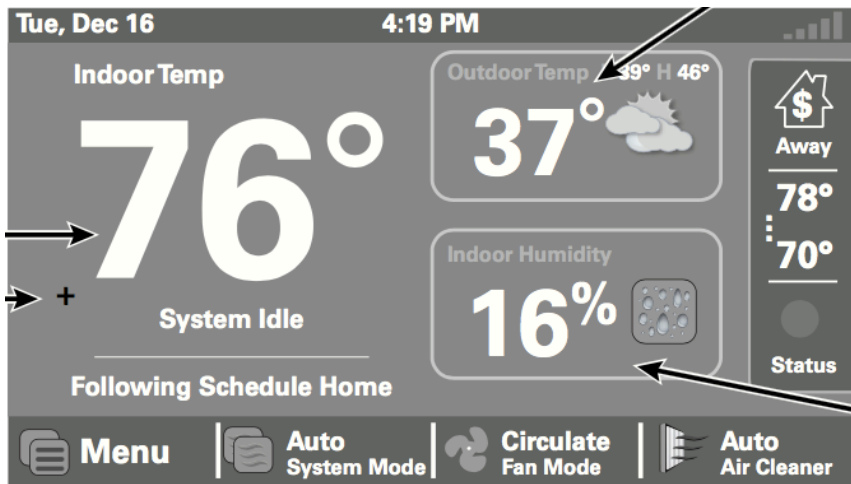 Tue, Dec 16 4:19 PM
Indoor Temp
76°
+
System Idle
Following Schedule Home
Outdoor Temp 39° H 46°
37°
Indoor Humidity
16%
$
Away
78°
70°
Status
Menu
Auto
System Mode
Circulate
Fan Mode
Auto
Air Cleaner